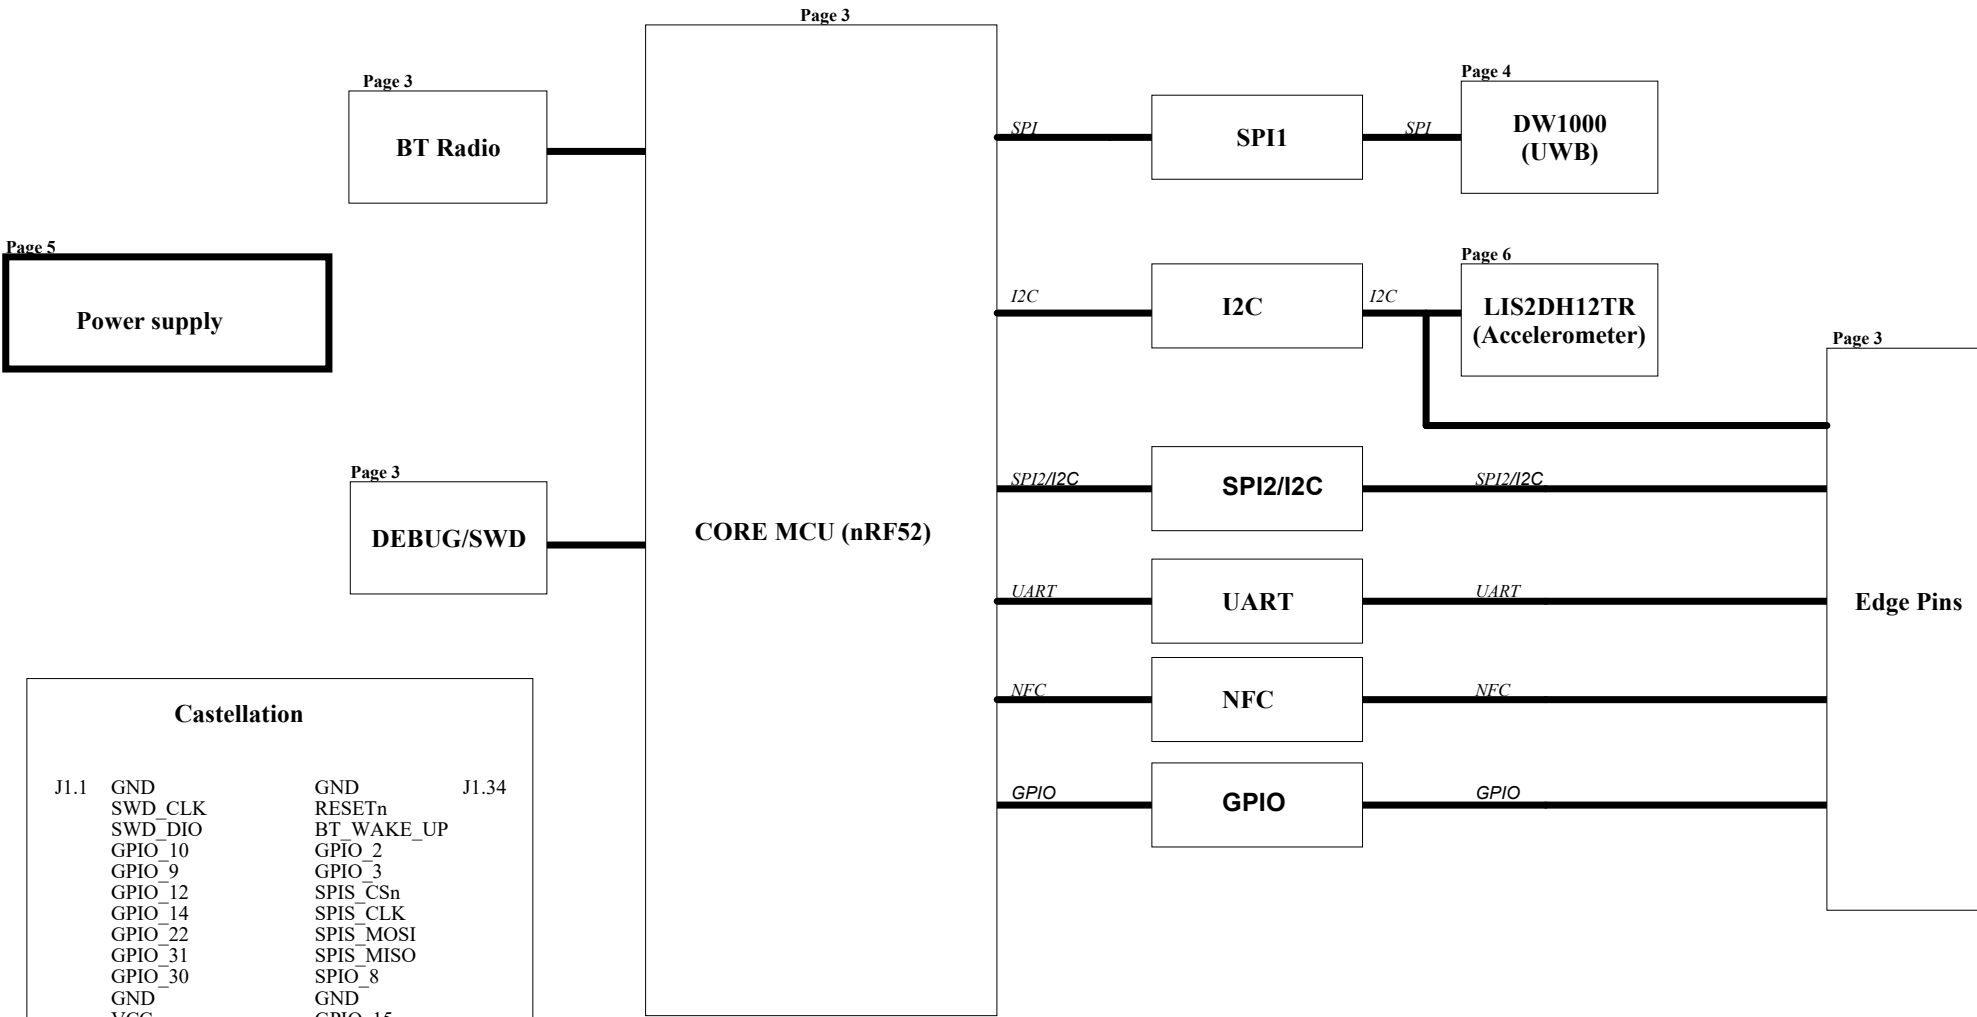 Page 3
Page 3
BT Radio
Page 5
Power supply
Page 3
DEBUG/SWD
CORE MCU (nRF52)
SPI
SPI1
SPI
Page 4
DW1000
(UWB)
I2C
I2C
I2C
Page 6
LIS2DH12TR
(Accelerometer)
SPI2/I2C
SPI2/I2C
SPI2/I2C
UART
UART
UART
NFC
NFC
NFC
GPIO
GPIO
GPIO
Page 3
Edge Pins
Castellation
J1.1 GND GND J1.34
SWD_CLK RESETn
SWD_DIO BT_WAKE_UP
GPIO_10 GPIO_2
GPIO_9 GPIO_3
GPIO_12 SPIS_CSn
GPIO_14 SPIS_CLK
GPIO_22 SPIS_MOSI
GPIO_31 SPIS_MISO
GPIO_30 SPIO_8
GND GND
VCC GPIO_15